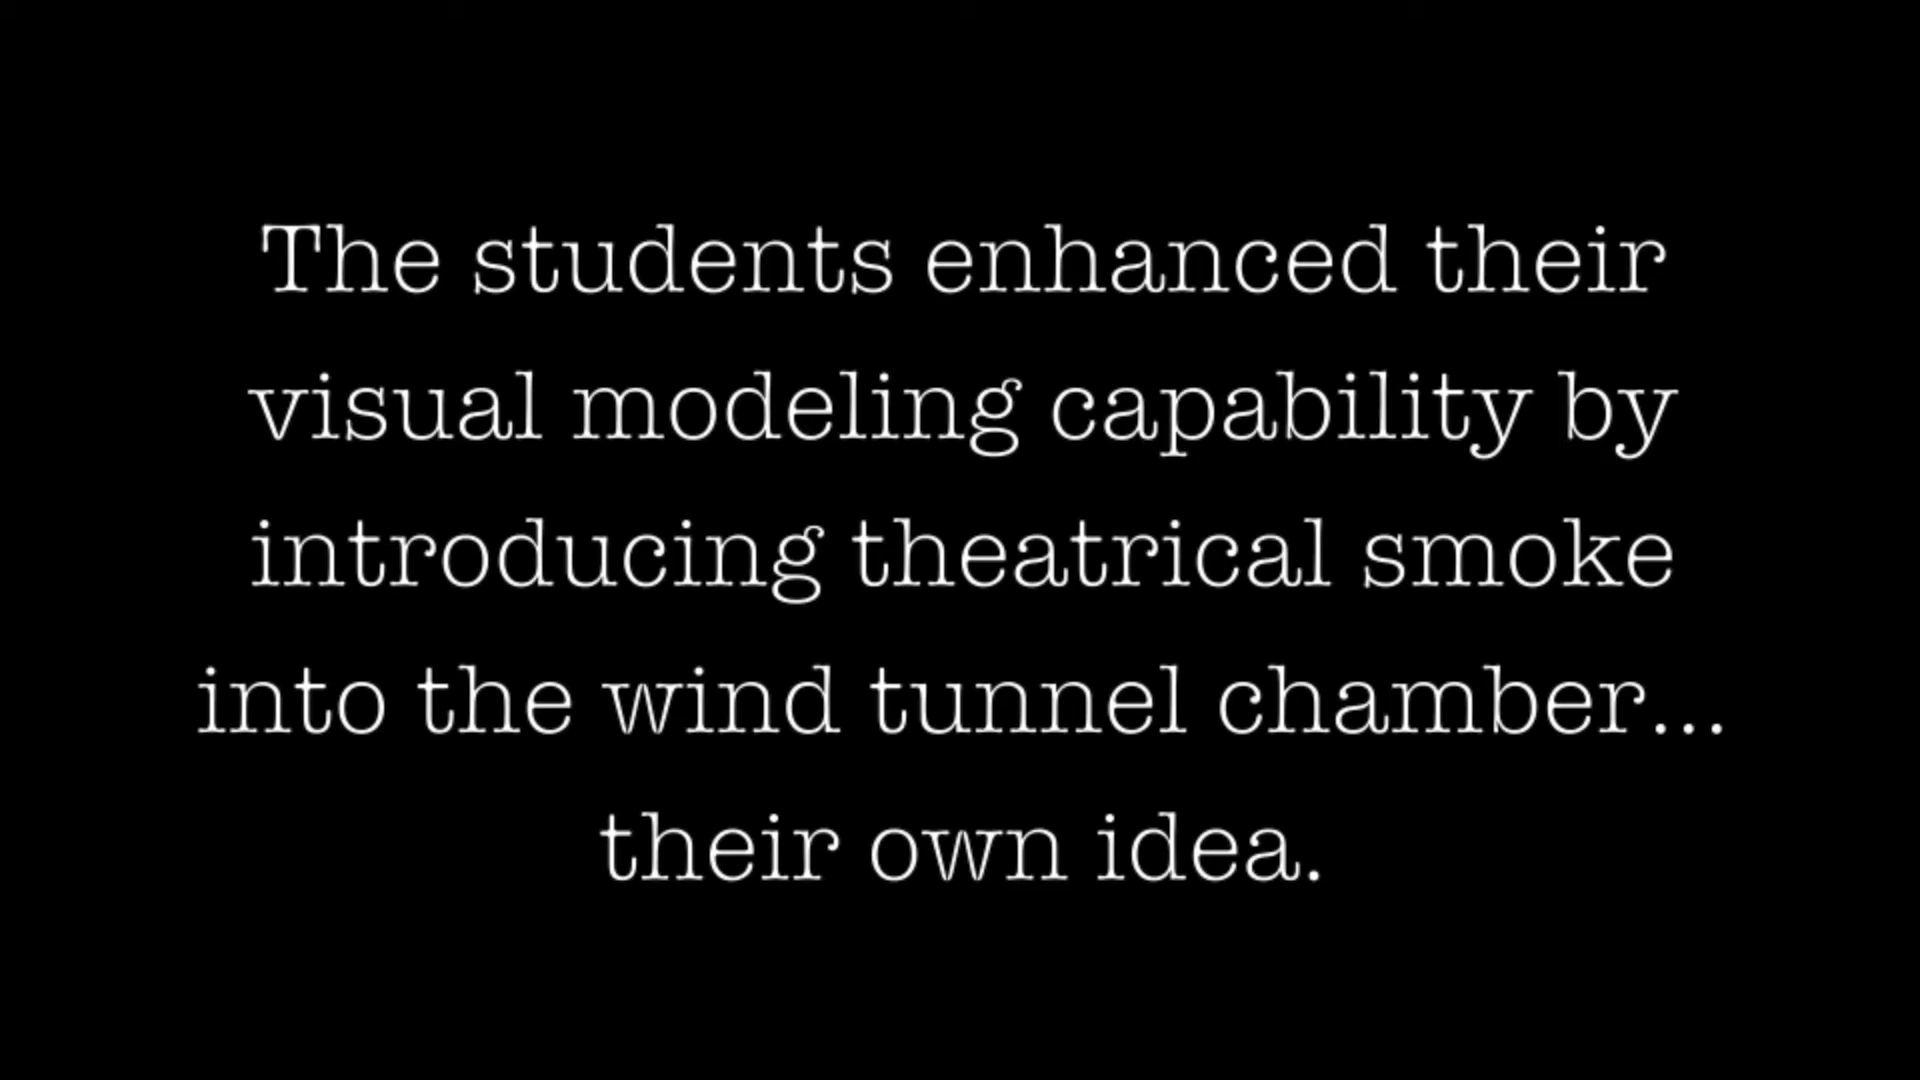 The students enhanced their
visual modeling capability by
introducing theatrical smoke
into the wind tunnel chamber...
their own idea.